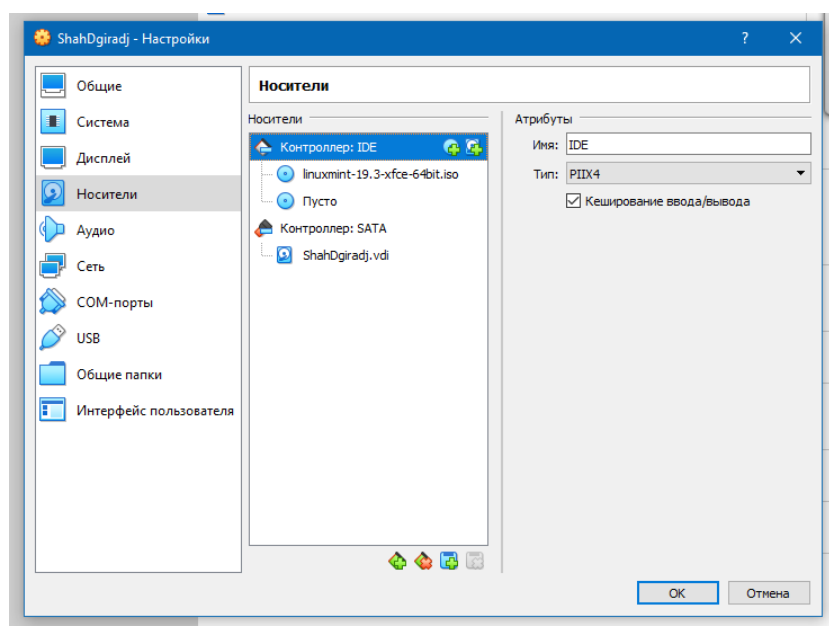 ShahDgiradj - Настройки
?
Общие
Система
Дисплей
Носители
Аудио
Сеть
COM-порты
USB
Общие папки
Интерфейс пользователя
Носители
Носители
Контроллер: IDE
linuxmint-19.3-xfce-64bit.iso
Пусто
Контроллер: SATA
ShahDgiradj.vdi
Атрибуты
Имя: IDE
Тип: PIIX4
Кеширование ввода/вывода
OK Отмена